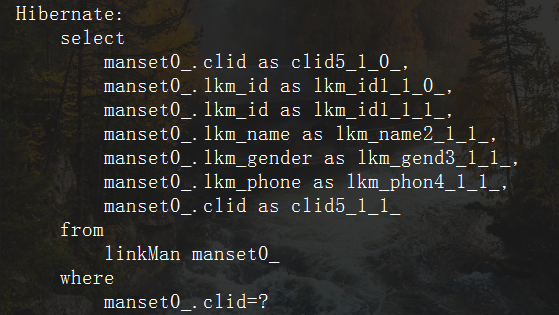 Hibernate:
select
manset0_.clid as clid5_1_0_,
manset0_.lkm_id as lkm_id1_1_0_,
manset0_.lkm_id as lkm_id1_1_1_,
manset0_.lkm_name as lkm_name2_1_1_,
manset0_.lkm_gender as lkm_gend3_1_1_,
manset0_.lkm_phone as lkm_phon4_1_1_,
manset0_.clid as clid5_1_1_
from
linkMan manset0_
where
manset0_.clid=?